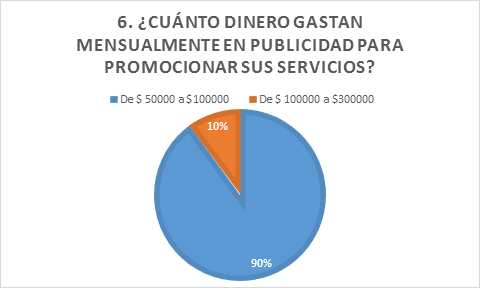 6. ¿CUÁNTO DINERO GASTAN
MENSUALMENTE EN PUBLICIDAD PARA
PROMOCIONAR SUS SERVICIOS?
De $ 50000 a $100000 De $ 100000 a $300000
10%
90%